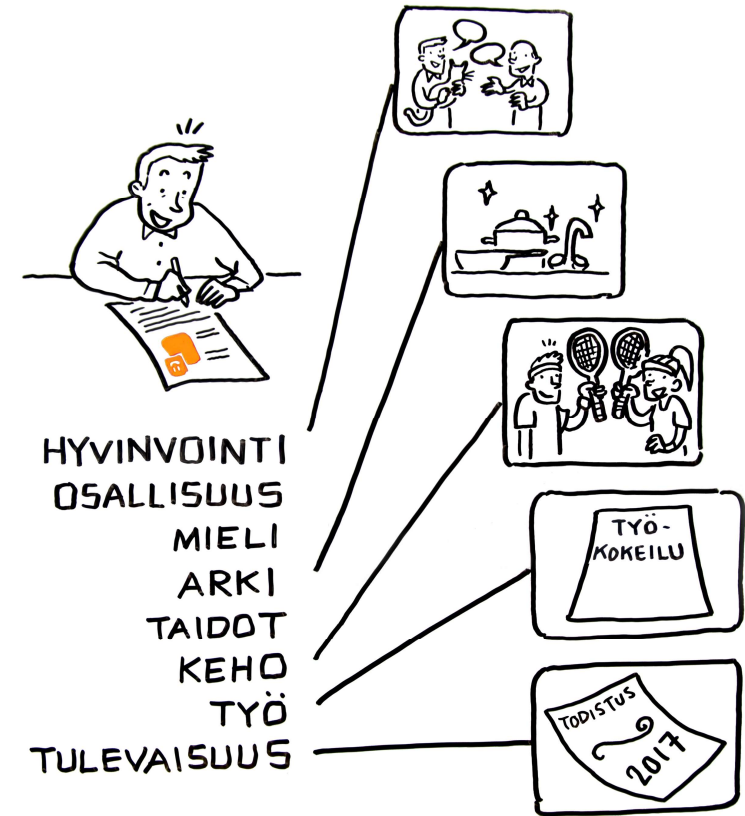 HYVINVOINTI
OSALLISUUS
MIELI
ARKI
TAIDOT
KEHO
TYÖ
TULEVAISUUS
TYÖ-
KOKEILU
TODISTUS
2017